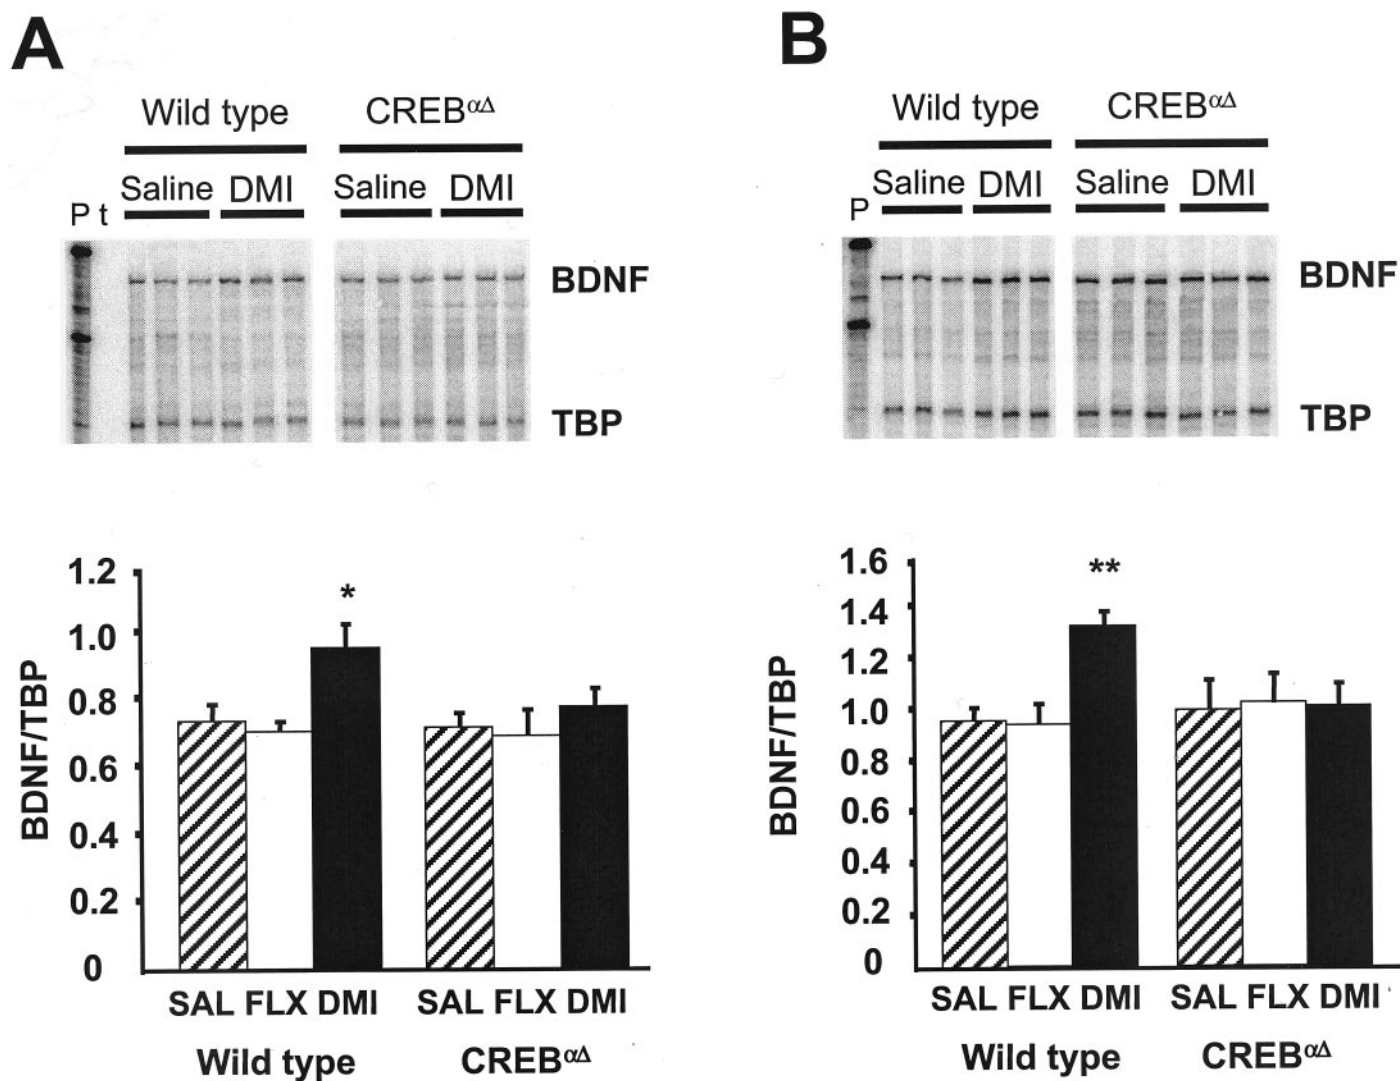 A
Wild type CREBαΔ
Saline DMI Saline DMI
P t
BDNF
TBP
1.2
1.0
0.8
0.6
0.4
0.2
0
BDNF/TBP
*
SAL FLX DMI SAL FLX DMI
Wild type CREBαΔ
B
Wild type CREBαΔ
Saline DMI Saline DMI
P
BDNF
TBP
1.6
1.4
1.2
1.0
0.8
0.6
0.4
0.2
0
BDNF/TBP
**
SAL FLX DMI SAL FLX DMI
Wild type CREBαΔ